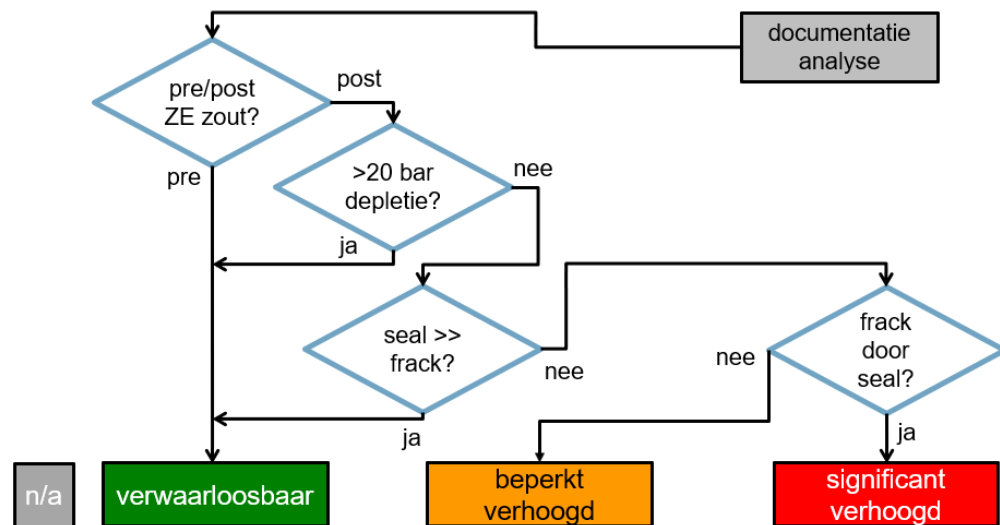 documentatie
analyse
pre/post
ZE zout?
post
pre
>20 bar
depletie?
nee
ja
seal >>
frack?
nee
ja
frack
door
seal?
nee
ja
n/a
verwaarloosbaar
beperkt
verhoogd
significant
verhoogd